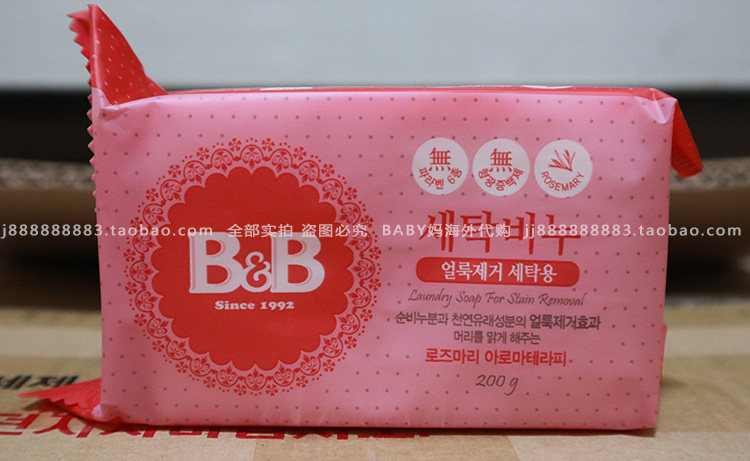 無
파라벤 6종
無
형광증백제
ROSEMARY
세탁비누
j888888883.taobao.com 全部实拍 盗图必究 BABY妈海外代购 j888888883.taobao.com
B&B
Since 1992
얼룩제거 세탁용
Laundry Soap For Stain Removal
순비누분과 천연유래성분의 얼룩제거효과
머리를 맑게 해주는
로즈마리 아로마테라피
200g
세제